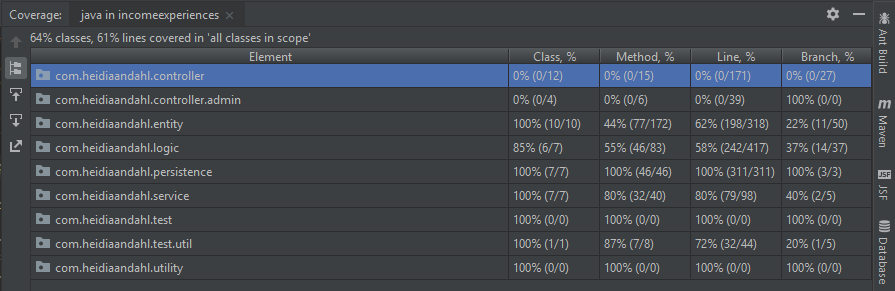 Coverage: java in incomeexperiences ×
64% classes, 61% lines covered in 'all classes in scope'
Element Class, % Method, % Line, % Branch, %
com.heidiaandahl.controller 0% (0/12) 0% (0/15) 0% (0/171) 0% (0/27)
com.heidiaandahl.controller.admin 0% (0/4) 0% (0/6) 0% (0/39) 100% (0/0)
com.heidiaandahl.entity 100% (10/10) 44% (77/172) 62% (198/318) 22% (11/50)
com.heidiaandahl.logic 85% (6/7) 55% (46/83) 58% (242/417) 37% (14/37)
com.heidiaandahl.persistence 100% (7/7) 100% (46/46) 100% (311/311) 100% (3/3)
com.heidiaandahl.service 100% (7/7) 80% (32/40) 80% (79/98) 40% (2/5)
com.heidiaandahl.test 100% (0/0) 100% (0/0) 100% (0/0) 100% (0/0)
com.heidiaandahl.test.util 100% (1/1) 87% (7/8) 72% (32/44) 20% (1/5)
com.heidiaandahl.utility 100% (0/0) 100% (0/0) 100% (0/0) 100% (0/0)
Ant Build
m Maven
JSF JSF
Database